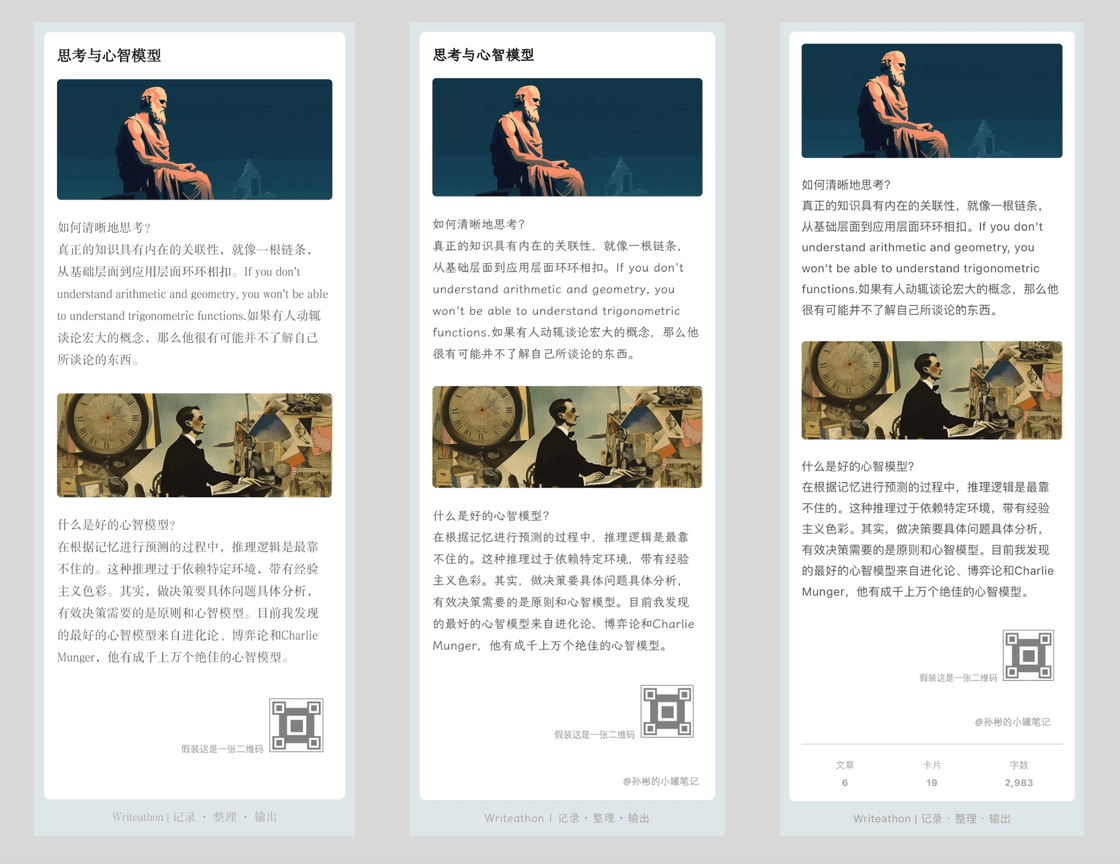 思考与心智模型
如何清晰地思考？
真正的知识具有内在的关联性，就像一根链条，
从基础层面到应用层面环环相扣。If you don't
understand arithmetic and geometry, you won't be able
to understand trigonometric functions.如果有人动辄
谈论宏大的概念，那么他很有可能并不了解自己
所谈论的东西。
什么是好的心智模型？
在根据记忆进行预测的过程中，推理逻辑是最靠
不住的。这种推理过于依赖特定环境，带有经验
主义色彩。其实，做决策要具体问题具体分析，
有效决策需要的是原则和心智模型。目前我发现
的最好的心智模型来自进化论、博弈论和Charlie
Munger，他有成千上万个绝佳的心智模型。
假装这是一张二维码
Writeathon | 记录 · 整理 · 输出
思考与心智模型
如何清晰地思考？
真正的知识具有内在的关联性，就像一根链条，
从基础层面到应用层面环环相扣。If you don't
understand arithmetic and geometry, you
won't be able to understand trigonometric
functions.如果有人动辄谈论宏大的概念，那么他
很有可能并不了解自己所谈论的东西。
什么是好的心智模型？
在根据记忆进行预测的过程中，推理逻辑是最靠
不住的。这种推理过于依赖特定环境，带有经验
主义色彩。其实，做决策要具体问题具体分析，
有效决策需要的是原则和心智模型。目前我发现
的最好的心智模型来自进化论、博弈论和Charlie
Munger，他有成千上万个绝佳的心智模型。
假装这是一张二维码
@孙彬的小罐笔记
Writeathon | 记录 · 整理 · 输出
如何清晰地思考？
真正的知识具有内在的关联性，就像一根链条，
从基础层面到应用层面环环相扣。If you don't
understand arithmetic and geometry, you
won't be able to understand trigonometric
functions.如果有人动辄谈论宏大的概念，那么他
很有可能并不了解自己所谈论的东西。
什么是好的心智模型？
在根据记忆进行预测的过程中，推理逻辑是最靠
不住的。这种推理过于依赖特定环境，带有经验
主义色彩。其实，做决策要具体问题具体分析，
有效决策需要的是原则和心智模型。目前我发现
的最好的心智模型来自进化论、博弈论和Charlie
Munger，他有成千上万个绝佳的心智模型。
假装这是一张二维码
@孙彬的小罐笔记
文章 卡片 字数
6 19 2,983
Writeathon | 记录 · 整理 · 输出